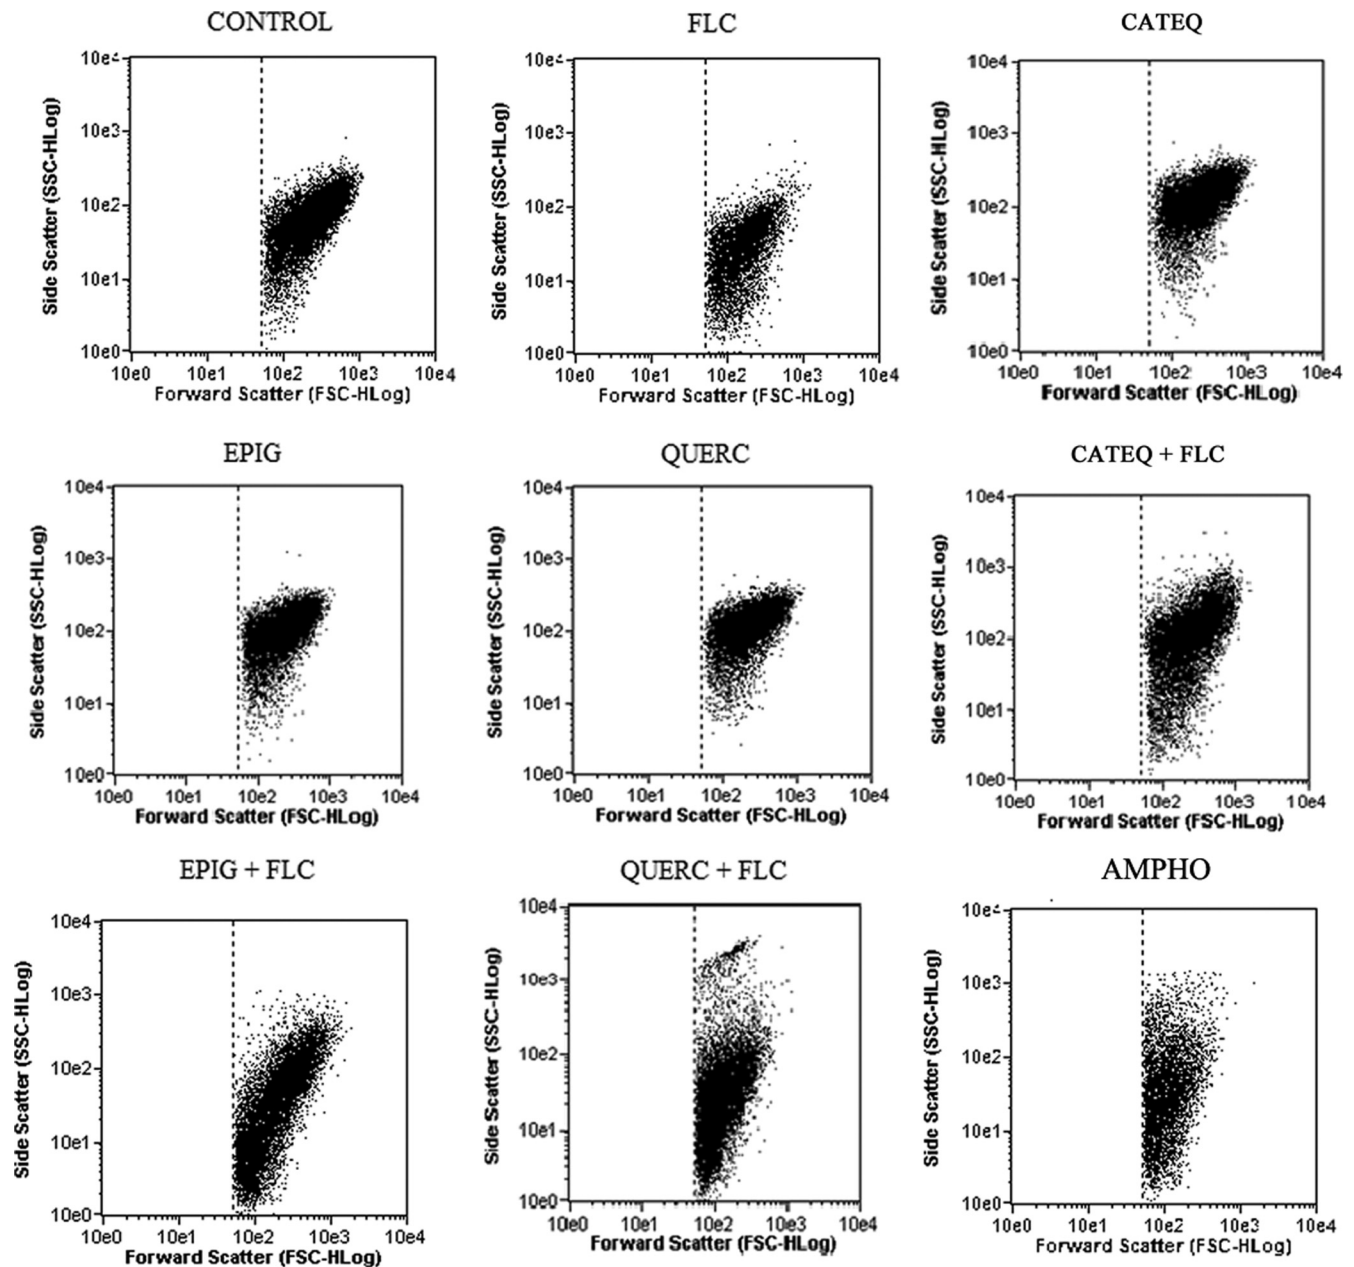 CONTROL
10e4
10e3
10e2
10e1
10e0
Side Scatter (SSC-HLog)
10e0 10e1 10e2 10e3 10e4
Forward Scatter (FSC-HLog)
FLC
10e4
10e3
10e2
10e1
10e0
Side Scatter (SSC-HLog)
10e0 10e1 10e2 10e3 10e4
Forward Scatter (FSC-HLog)
CATEQ
10e4
10e3
10e2
10e1
10e0
Side Scatter (SSC-HLog)
10e0 10e1 10e2 10e3 10e4
Forward Scatter (FSC-HLog)
EPIG
10e4
10e3
10e2
10e1
10e0
Side Scatter (SSC-HLog)
10e0 10e1 10e2 10e3 10e4
Forward Scatter (FSC-HLog)
QUERC
10e4
10e3
10e2
10e1
10e0
Side Scatter (SSC-HLog)
10e0 10e1 10e2 10e3 10e4
Forward Scatter (FSC-HLog)
CATEQ + FLC
10e4
10e3
10e2
10e1
10e0
Side Scatter (SSC-HLog)
10e0 10e1 10e2 10e3 10e4
Forward Scatter (FSC-HLog)
EPIG + FLC
10e4
10e3
10e2
10e1
10e0
Side Scatter (SSC-HLog)
10e0 10e1 10e2 10e3 10e4
Forward Scatter (FSC-HLog)
QUERC + FLC
10e4
10e3
10e2
10e1
10e0
Side Scatter (SSC-HLog)
10e0 10e1 10e2 10e3 10e4
Forward Scatter (FSC-HLog)
AMPHO
10e4
10e3
10e2
10e1
10e0
Side Scatter (SSC-HLog)
10e0 10e1 10e2 10e3 10e4
Forward Scatter (FSC-HLog)